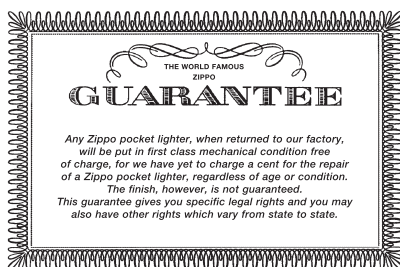 THE WORLD FAMOUS
ZIPPO
GUARANTEE
Any Zippo pocket lighter, when returned to our factory,
will be put in first class mechanical condition free
of charge, for we have yet to charge a cent for the repair
of a Zippo pocket lighter, regardless of age or condition.
The finish, however, is not guaranteed.
This guarantee gives you specific legal rights and you may
also have other rights which vary from state to state.